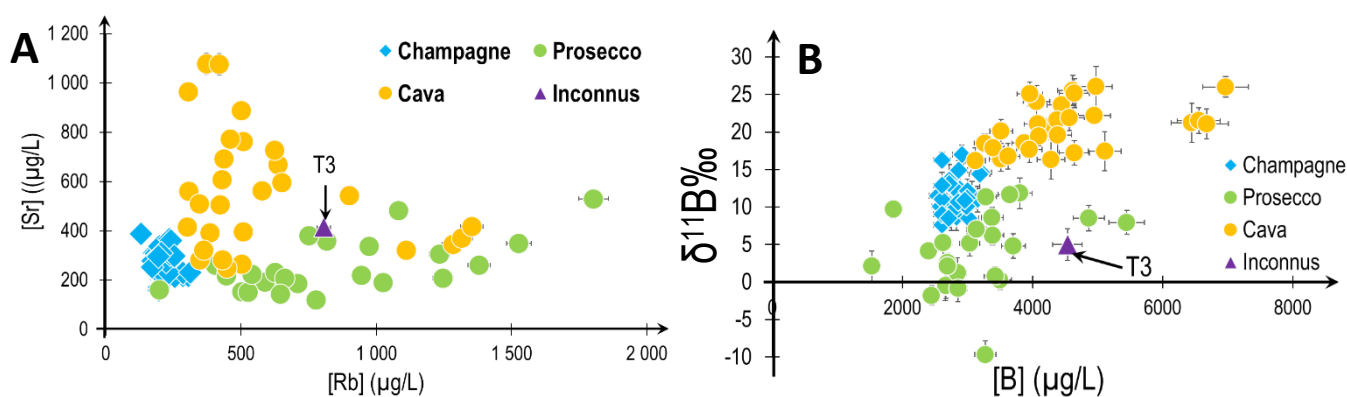 A
[Sr] ((µg/L)
1 200
1 000
800
600
400
200
0
0
500
1 000
1 500
2 000
[Rb] (µg/L)
Champagne
Prosecco
Cava
Inconnus
T3
B
δ¹¹B‰
30
25
20
15
10
5
0
-5
-10
2000
4000
6000
8000
[B] (µg/L)
Champagne
Prosecco
Cava
Inconnus
T3